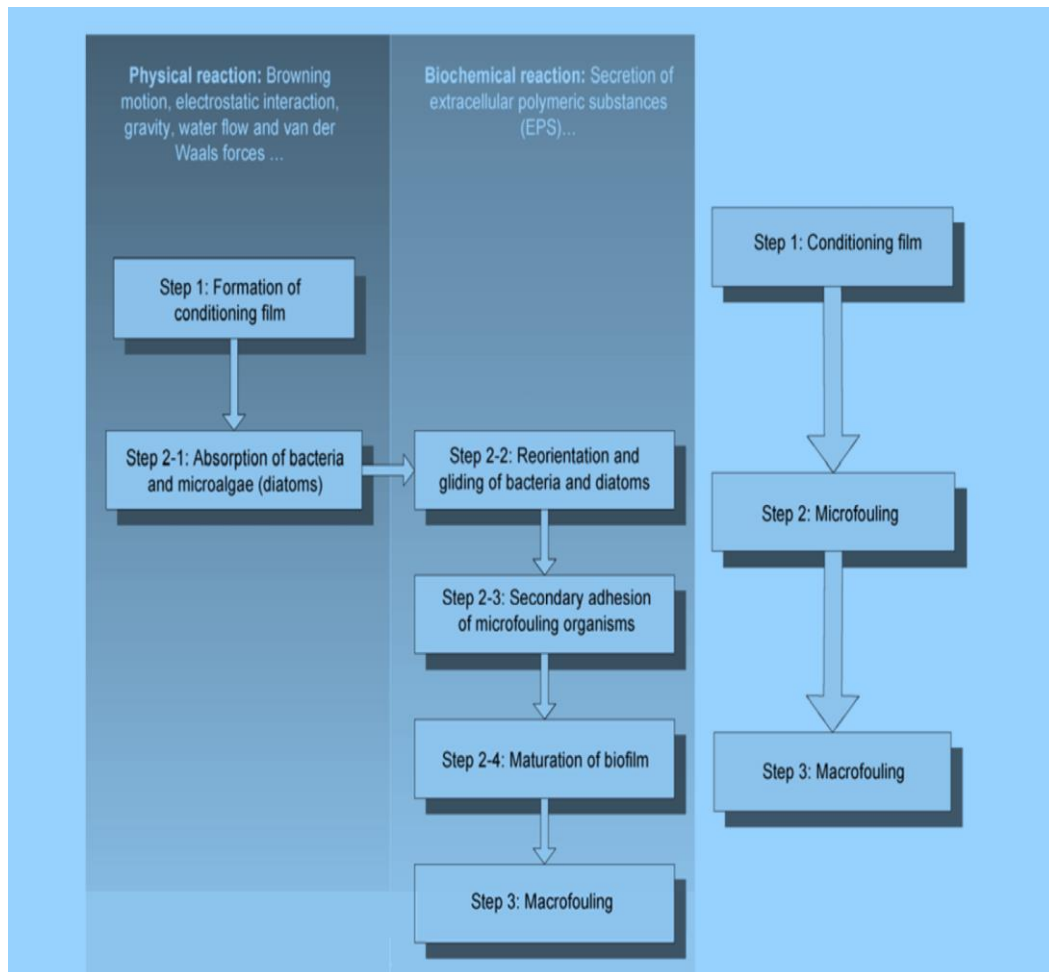 Physical reaction: Browning
motion, electrostatic interaction,
gravity, water flow and van der
Waals forces ...
Biochemical reaction: Secretion of
extracellular polymeric substances
(EPS)...
Step 1: Formation of
conditioning film
Step 2-1: Absorption of bacteria
and microalgae (diatoms)
Step 2-2: Reorientation and
gliding of bacteria and diatoms
Step 2-3: Secondary adhesion
of microfouling organisms
Step 2-4: Maturation of biofilm
Step 3: Macrofouling
Step 1: Conditioning film
Step 2: Microfouling
Step 3: Macrofouling